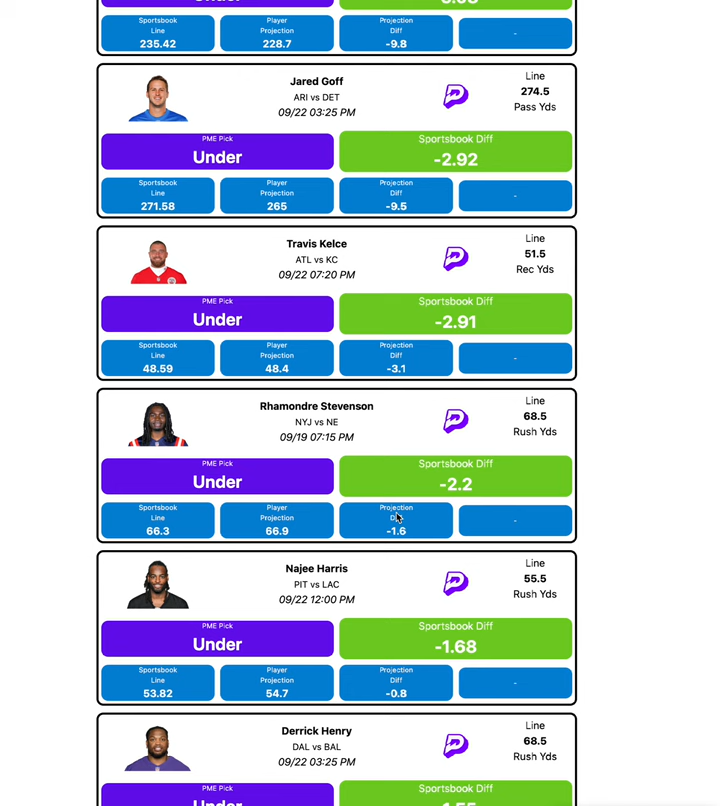 Sportsbook
Line
235.42
Player
Projection
228.7
Projection
Diff
-9.8
-
Jared Goff
ARI vs DET
09/22 03:25 PM
Line
274.5
Pass Yds
PME Pick
Under
Sportsbook Diff
-2.92
Sportsbook
Line
271.58
Player
Projection
265
Projection
Diff
-9.5
-
Travis Kelce
ATL vs KC
09/22 07:20 PM
Line
51.5
Rec Yds
PME Pick
Under
Sportsbook Diff
-2.91
Sportsbook
Line
48.59
Player
Projection
48.4
Projection
Diff
-3.1
-
Rhamondre Stevenson
NYJ vs NE
09/19 07:15 PM
Line
68.5
Rush Yds
PME Pick
Under
Sportsbook Diff
-2.2
Sportsbook
Line
66.3
Player
Projection
66.9
Projection
Diff
-1.6
-
Najee Harris
PIT vs LAC
09/22 12:00 PM
Line
55.5
Rush Yds
PME Pick
Under
Sportsbook Diff
-1.68
Sportsbook
Line
53.82
Player
Projection
54.7
Projection
Diff
-0.8
-
Derrick Henry
DAL vs BAL
09/22 03:25 PM
Line
68.5
Rush Yds
PME Pick
Under
Sportsbook Diff